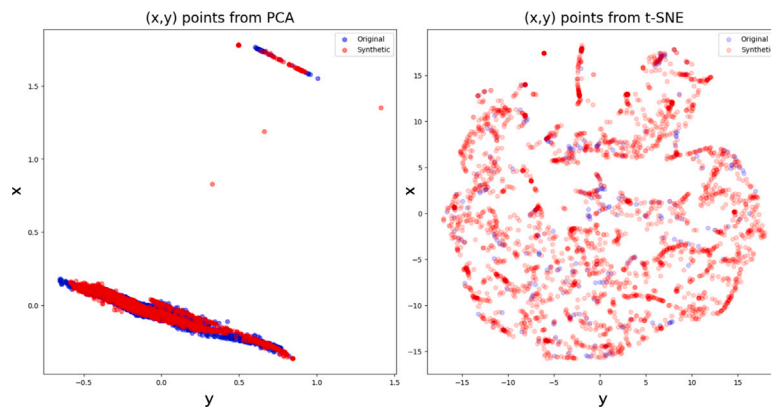 (x,y) points from PCA
Original
Synthetic
x
1.5
1.0
0.5
0.0
−0.5
0.0
0.5
1.0
1.5
y
(x,y) points from t-SNE
Original
Synthetic
x
15
10
5
0
−5
−10
−15
−15
−10
−5
0
5
10
15
y